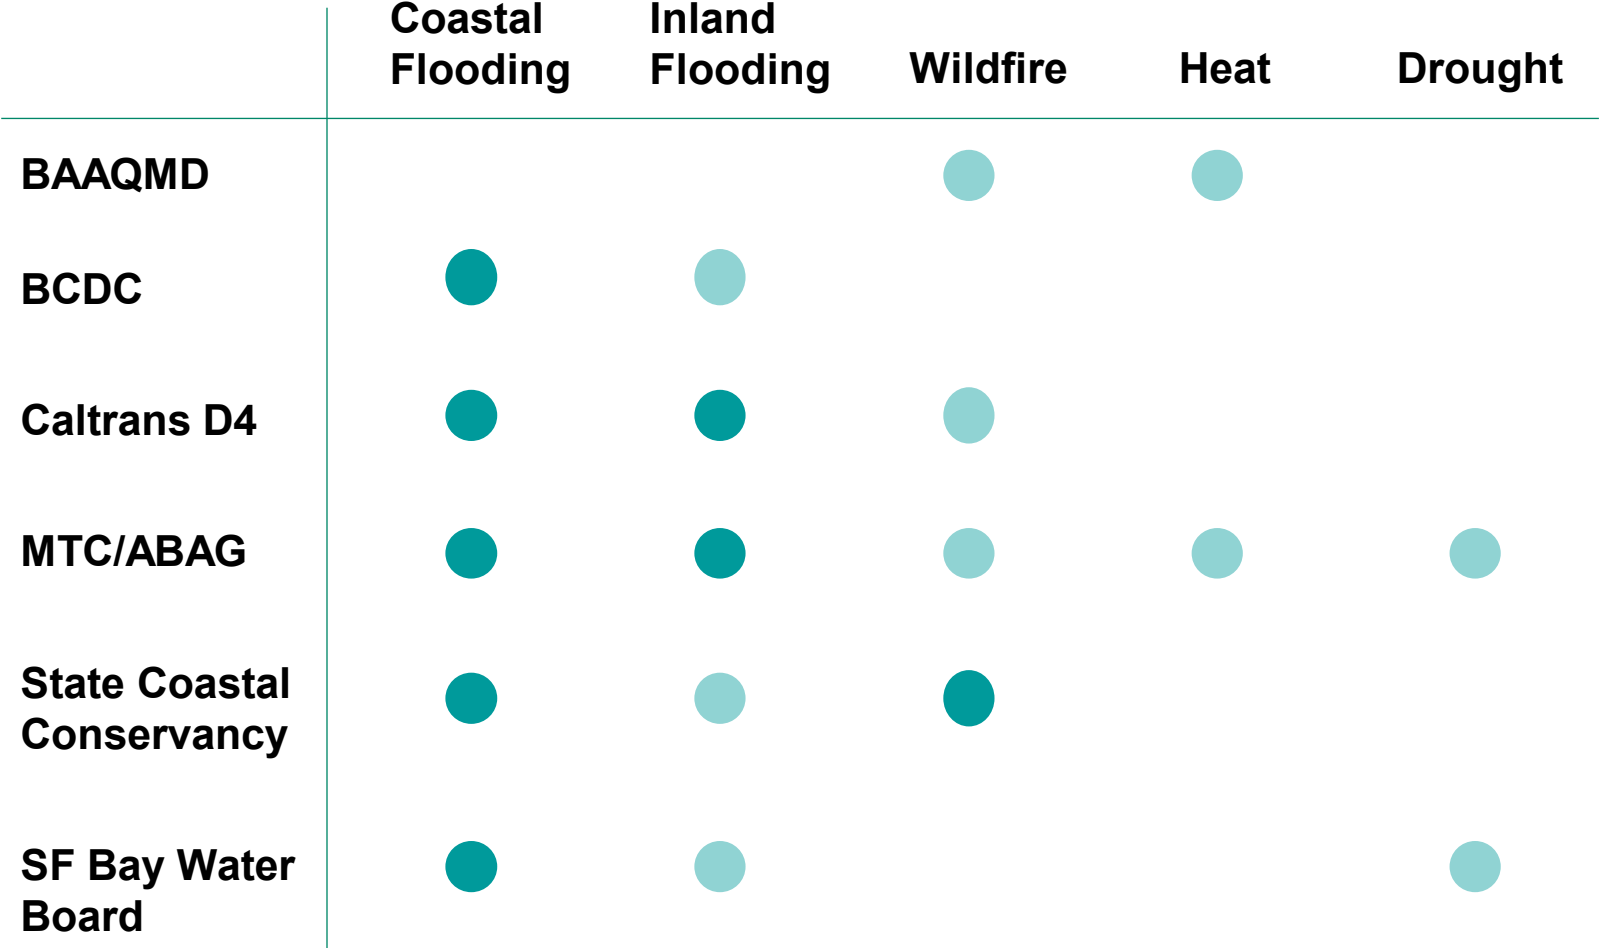 Coastal
Flooding
Inland
Flooding
Wildfire
Heat
Drought
BAAQMD
BCDC
Caltrans D4
MTC/ABAG
State Coastal
Conservancy
SF Bay Water
Board